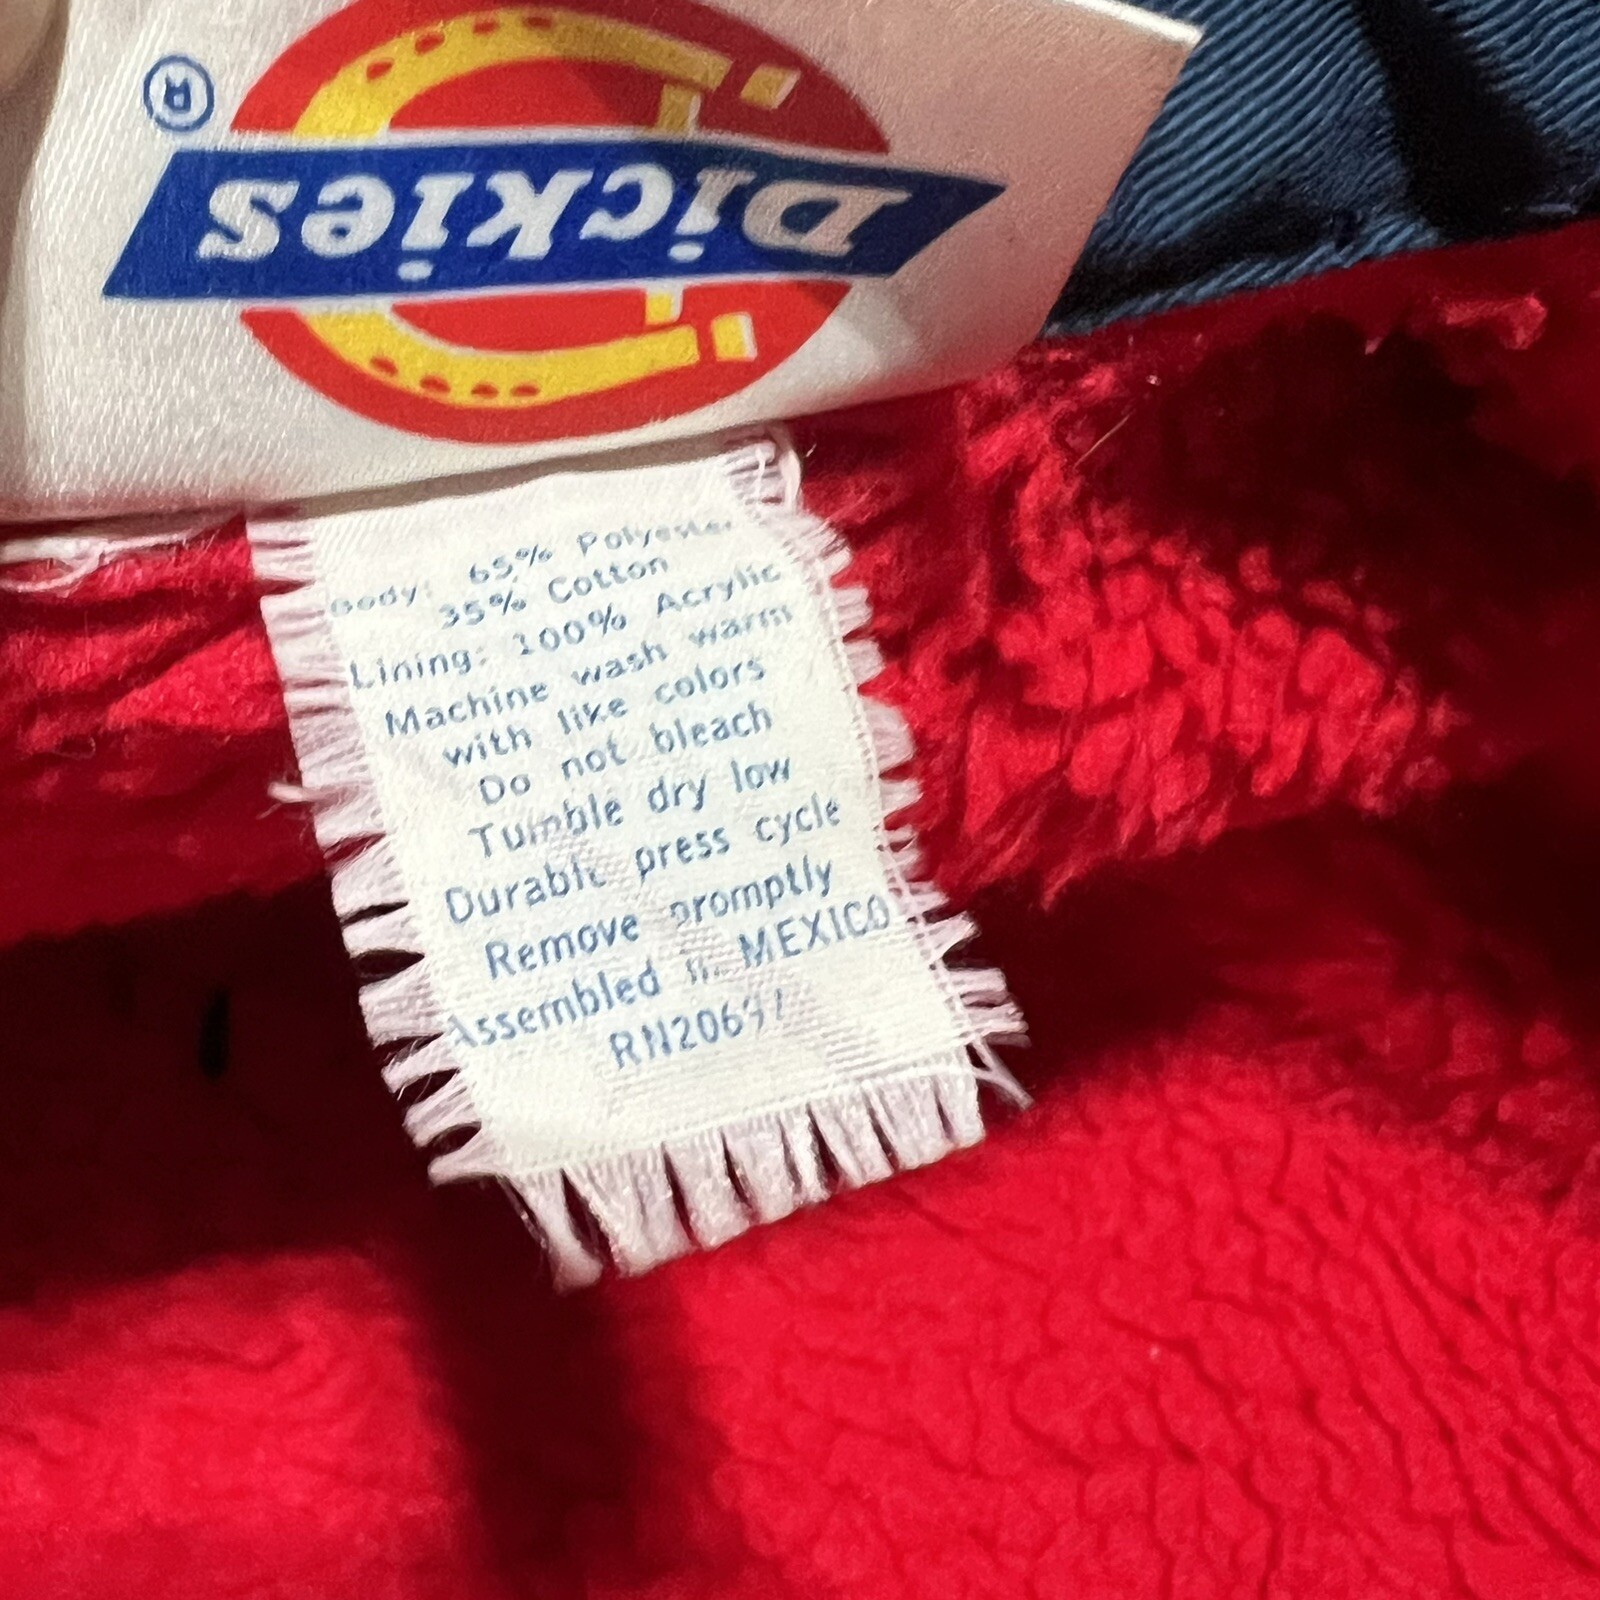 Dickies
®
Body: 65% Polyester
35% Cotton
Lining: 100% Acrylic
Machine wash warm
with like colors
Do not bleach
Tumble dry low
Durable press cycle
Remove promptly
Assembled in MEXICO
RN20697